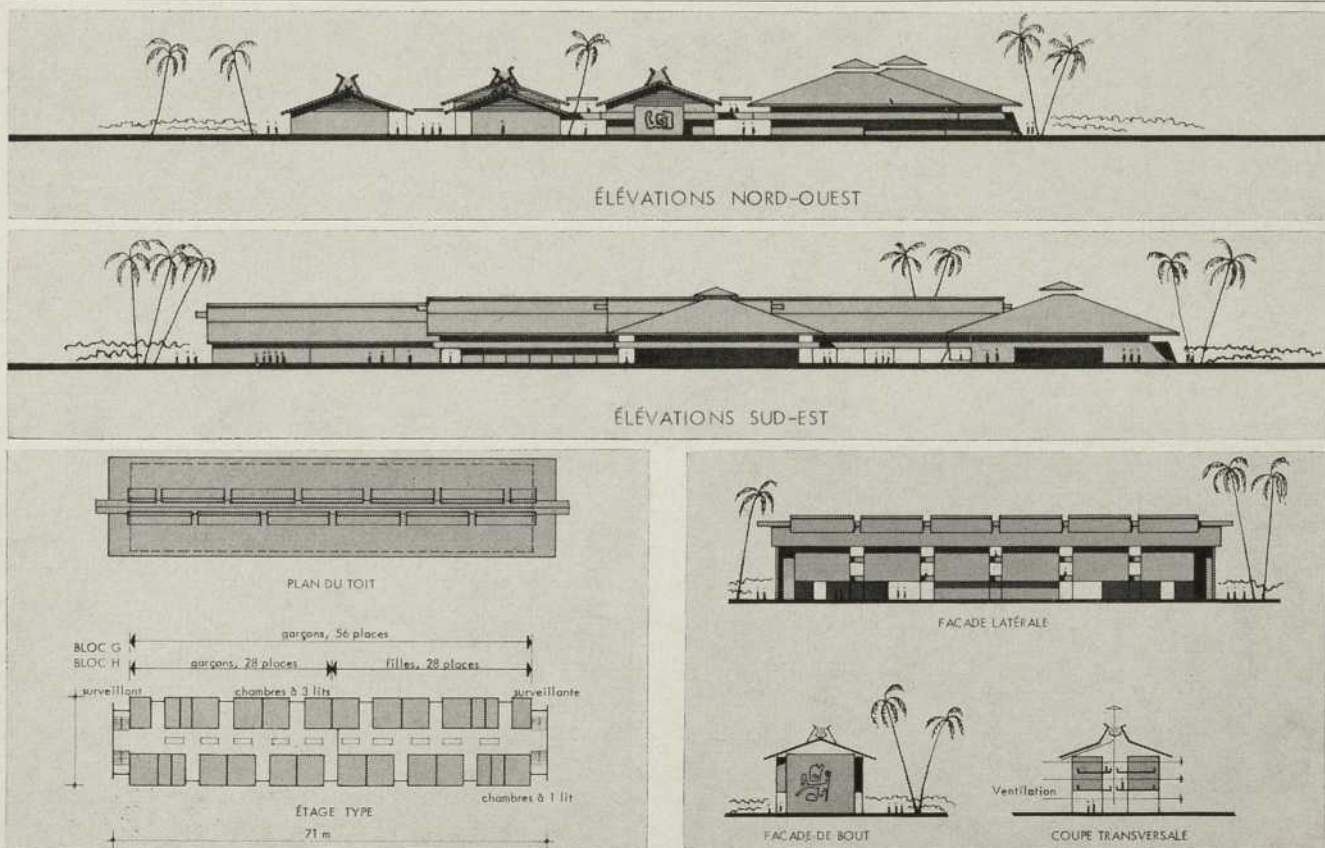 ÉLÉVATIONS NORD-OUEST
ÉLÉVATIONS SUD-EST
PLAN DU TOIT
garçons, 56 places
BLOC G
BLOC H
garçons, 28 places
filles, 28 places
surveillant
chambres à 3 lits
surveillante
chambres à 1 lit
ÉTAGE TYPE
71 m
FACADE LATÉRALE
FACADE DE BOUT
Ventilation
COUPE TRANSVERSALE